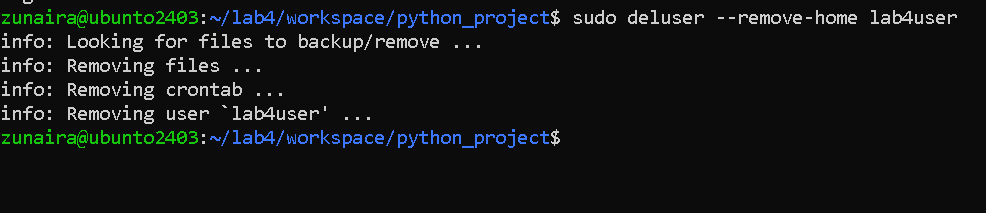 zunaira@ubunto2403:~/lab4/workspace/python_project$ sudo deluser --remove-home lab4user
info: Looking for files to backup/remove ...
info: Removing files ...
info: Removing crontab ...
info: Removing user `lab4user' ...
zunaira@ubunto2403:~/lab4/workspace/python_project$